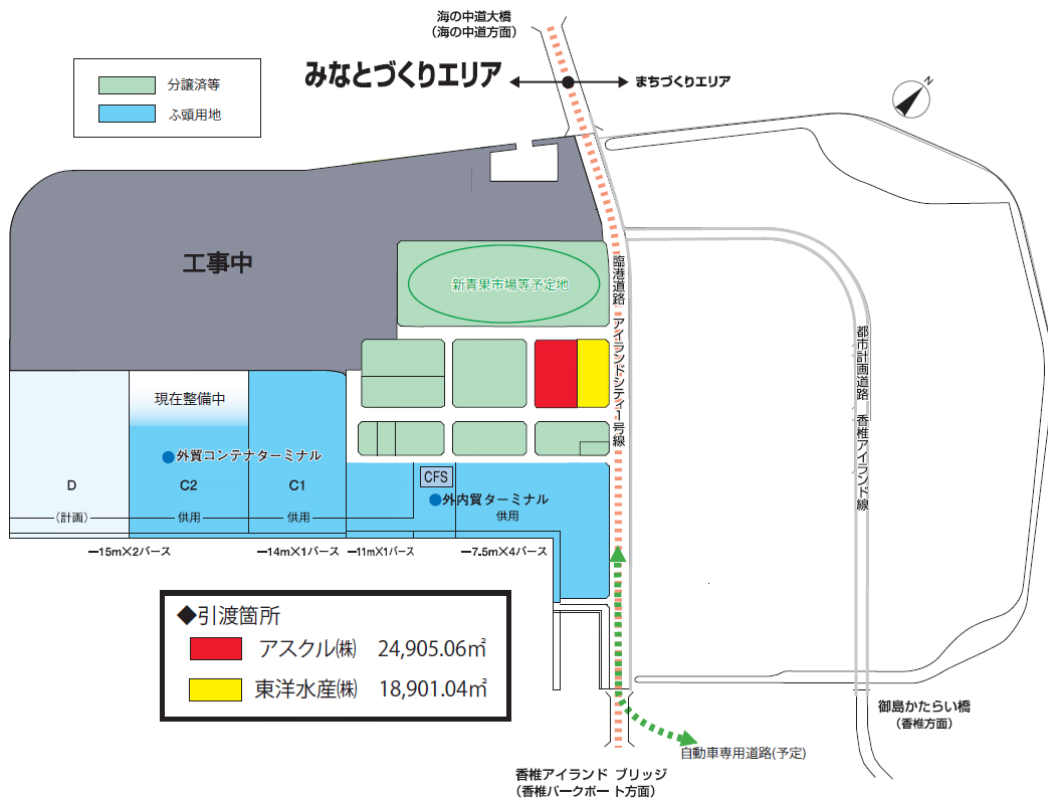 海の中道大橋
(海の中道方面)
みなとづくりエリア
まちづくりエリア
分譲済等
ふ頭用地
N
工事中
新青果市場等予定地
臨港道路 アイランドシティ1号線
都市計画道路 香椎アイランド線
現在整備中
外貿コンテナターミナル
D
C2
C1
CFS
外内貿ターミナル
(計画)
供用
供用
供用
-15m×2バース
-14m×1バース
-11m×1バース
-7.5m×4バース
◆引渡箇所
アスクル㈱ 24,905.06㎡
東洋水産㈱ 18,901.04㎡
御島かたらい橋
(香椎方面)
自動車専用道路(予定)
香椎アイランド ブリッジ
(香椎パークポート方面)